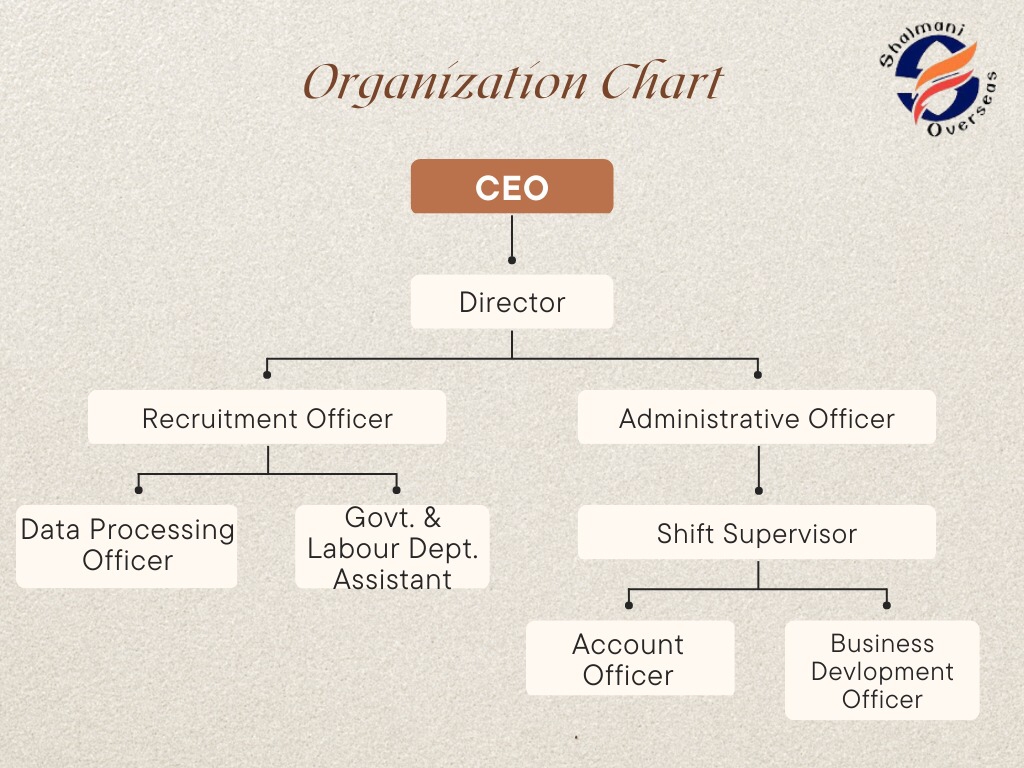 Shalmani
Overseas
Organization Chart
CEO
Director
Recruitment Officer
Administrative Officer
Data Processing
Officer
Govt. &
Labour Dept.
Assistant
Shift Supervisor
Account
Officer
Business
Devlopment
Officer